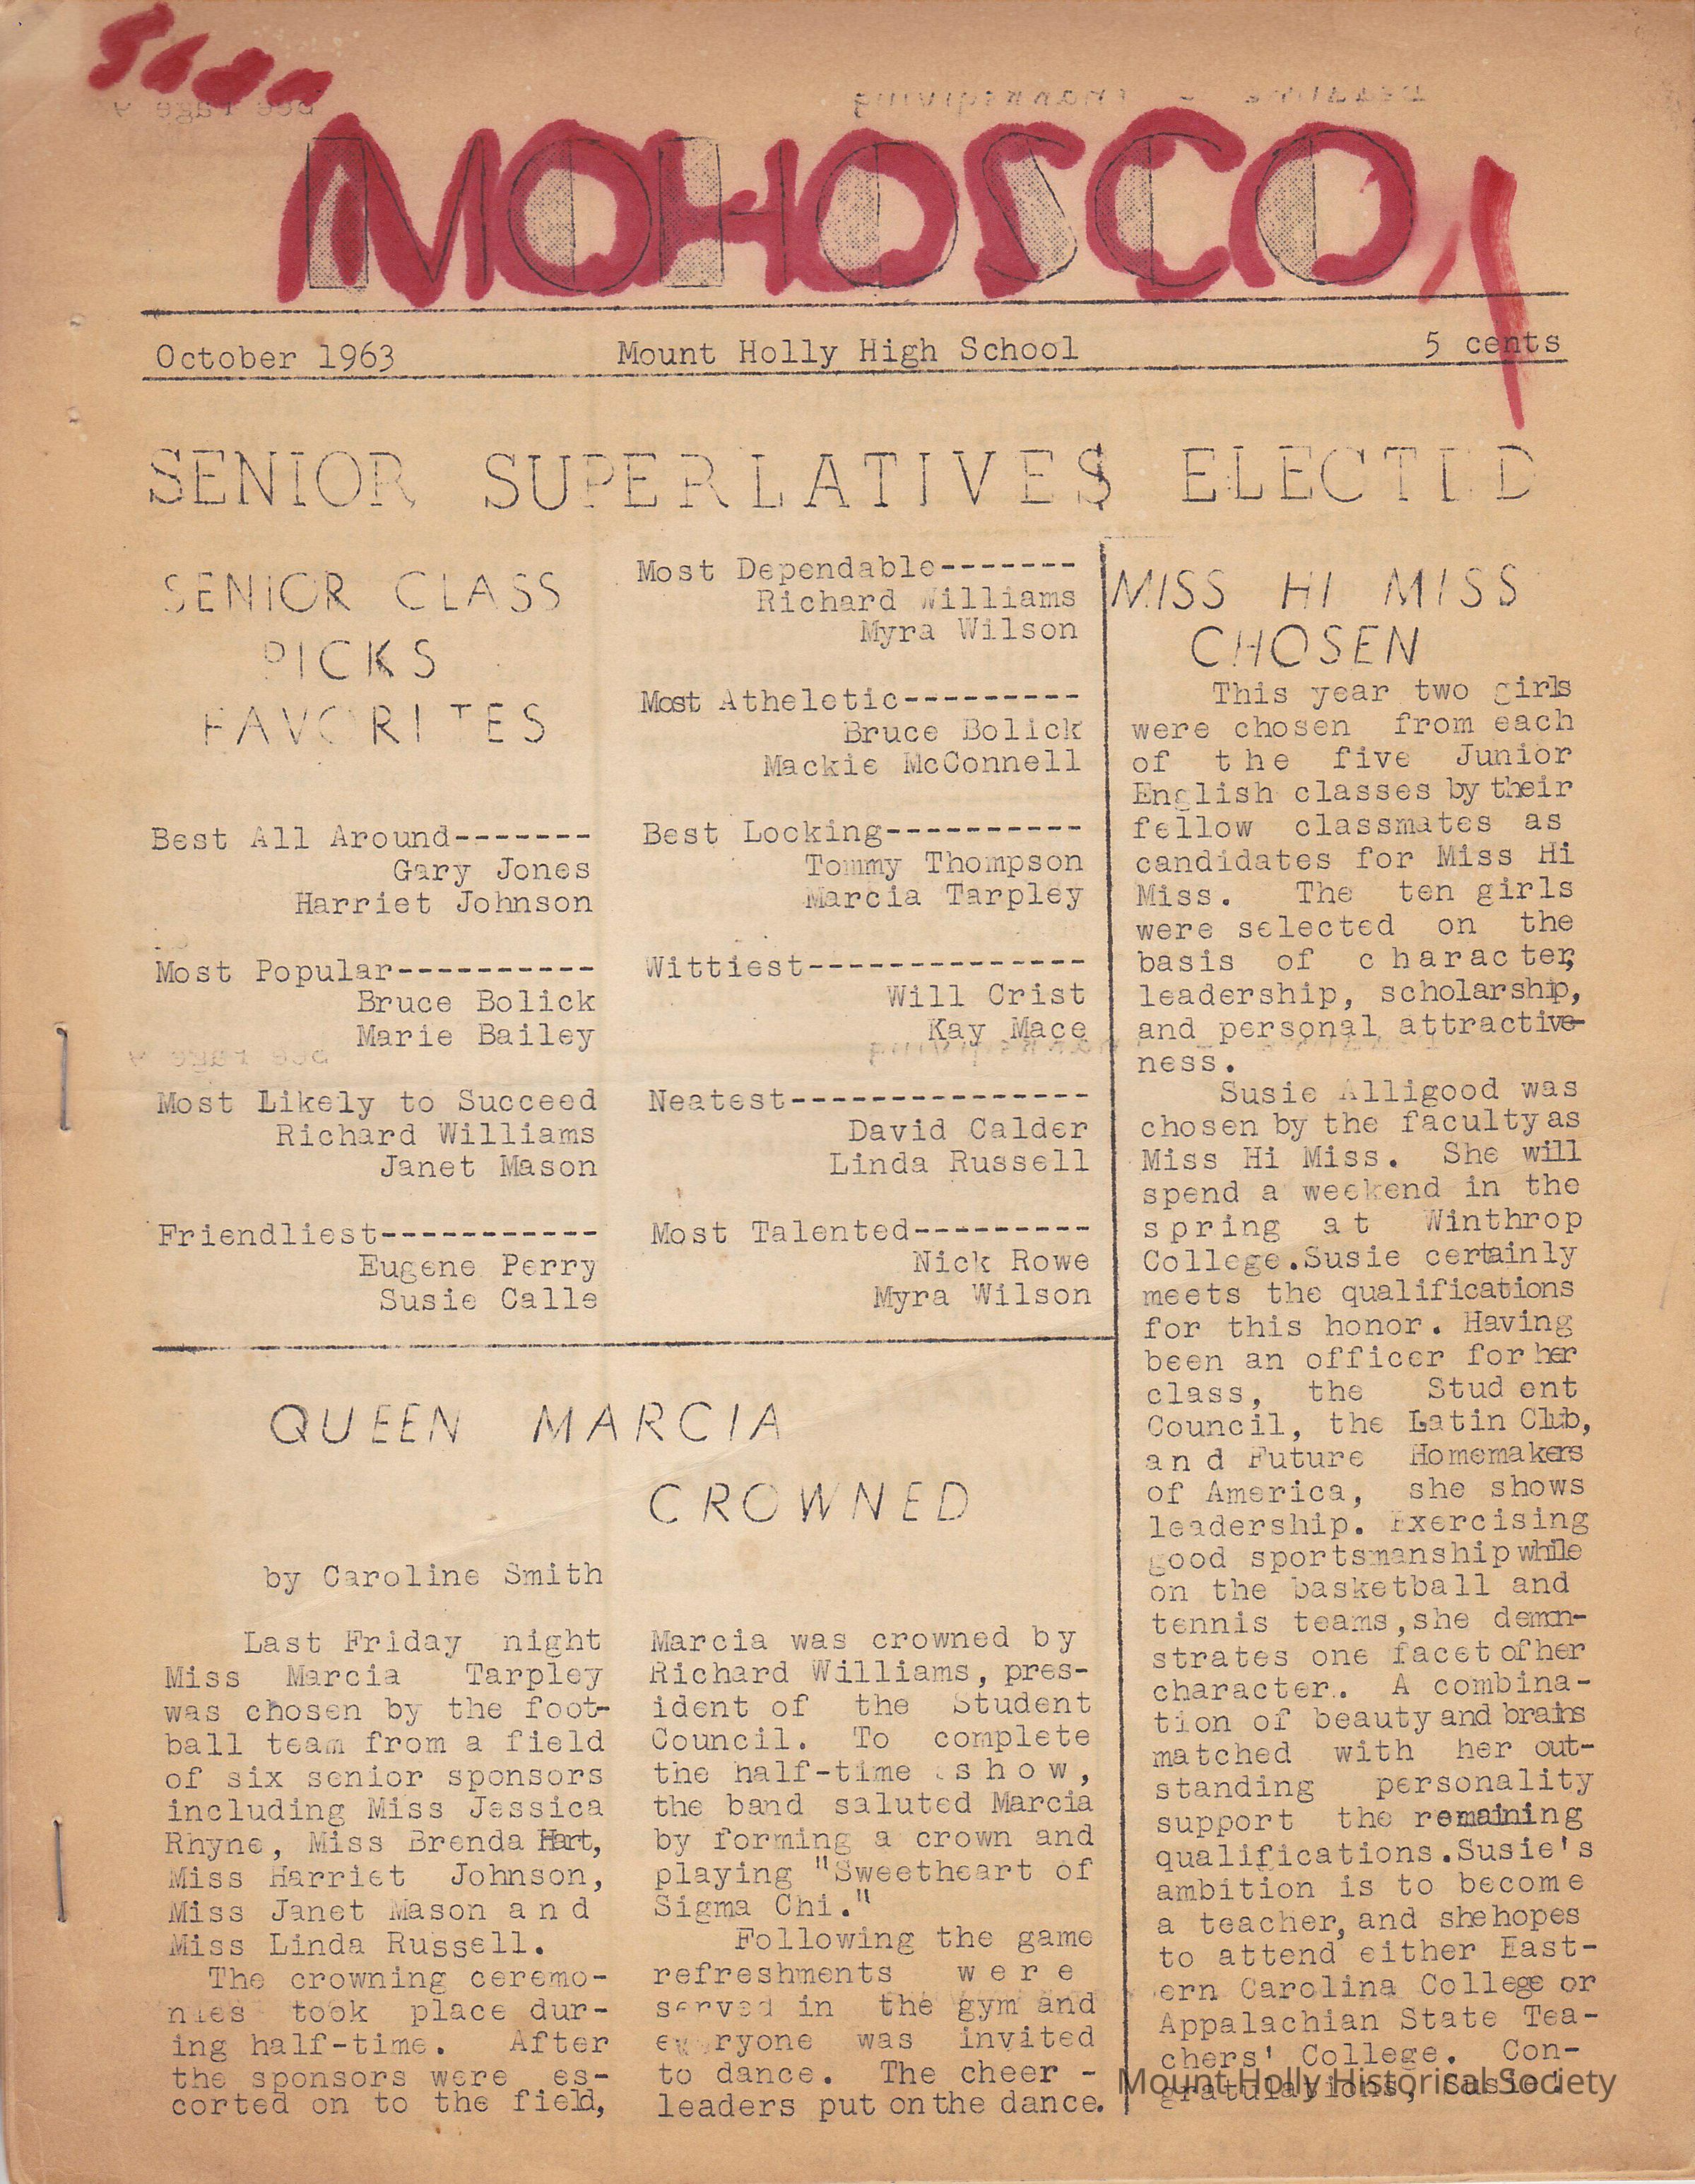 MOHOSCO
October 1963 Mount Holly High School 5 cents
SENIOR SUPERLATIVES ELECTED
SENIOR CLASS
PICKS
FAVORITES
Best All Around-------
Gary Jones
Harriet Johnson
Most Popular----------
Bruce Bolick
Marie Bailey
Most Likely to Succeed
Richard Williams
Janet Mason
Friendliest-----------
Eugene Perry
Susie Calle
Most Dependable-------
Richard Williams
Myra Wilson
Most Atheletic---------
Bruce Bolick
Mackie McConnell
Best Looking----------
Tommy Thompson
Marcia Tarpley
Wittiest--------------
Will Crist
Kay Mace
Neatest---------------
David Calder
Linda Russell
Most Talented---------
Nick Rowe
Myra Wilson
QUEEN MARCIA
CROWNED
by Caroline Smith
Last Friday night
Miss Marcia Tarpley
was chosen by the foot-
ball team from a field
of six senior sponsors
including Miss Jessica
Rhyne, Miss Brenda Hart,
Miss Harriet Johnson,
Miss Janet Mason and
Miss Linda Russell.
The crowning ceremo-
nies took place dur-
ing half-time. After
the sponsors were es-
corted on to the field,
Marcia was crowned by
Richard Williams, pres-
ident of the Student
Council. To complete
the half-time show,
the band saluted Marcia
by forming a crown and
playing "Sweetheart of
Sigma Chi."
Following the game
refreshments were
served in the gym and
everyone was invited
to dance. The cheer -
leaders put on the dance.
MISS HI MISS
CHOSEN
This year two girls
were chosen from each
of the five Junior
English classes by their
fellow classmates as
candidates for Miss Hi
Miss. The ten girls
were selected on the
basis of character,
leadership, scholarship,
and personal attractive-
ness.
Susie Alligood was
chosen by the faculty as
Miss Hi Miss. She will
spend a weekend in the
spring at Winthrop
College.Susie certainly
meets the qualifications
for this honor. Having
been an officer for her
class, the Student
Council, the Latin Club,
and Future Homemakers
of America, she shows
leadership. Exercising
good sportsmanship while
on the basketball and
tennis teams,she demon-
strates one facet of her
character. A combina-
tion of beauty and brains
matched with her out-
standing personality
support the remaining
qualifications.Susie's
ambition is to become
a teacher, and she hopes
to attend either East-
ern Carolina College or
Appalachian State Tea-
chers' College. Con-
gratulations, Susie!
Mount Holly Historical Society